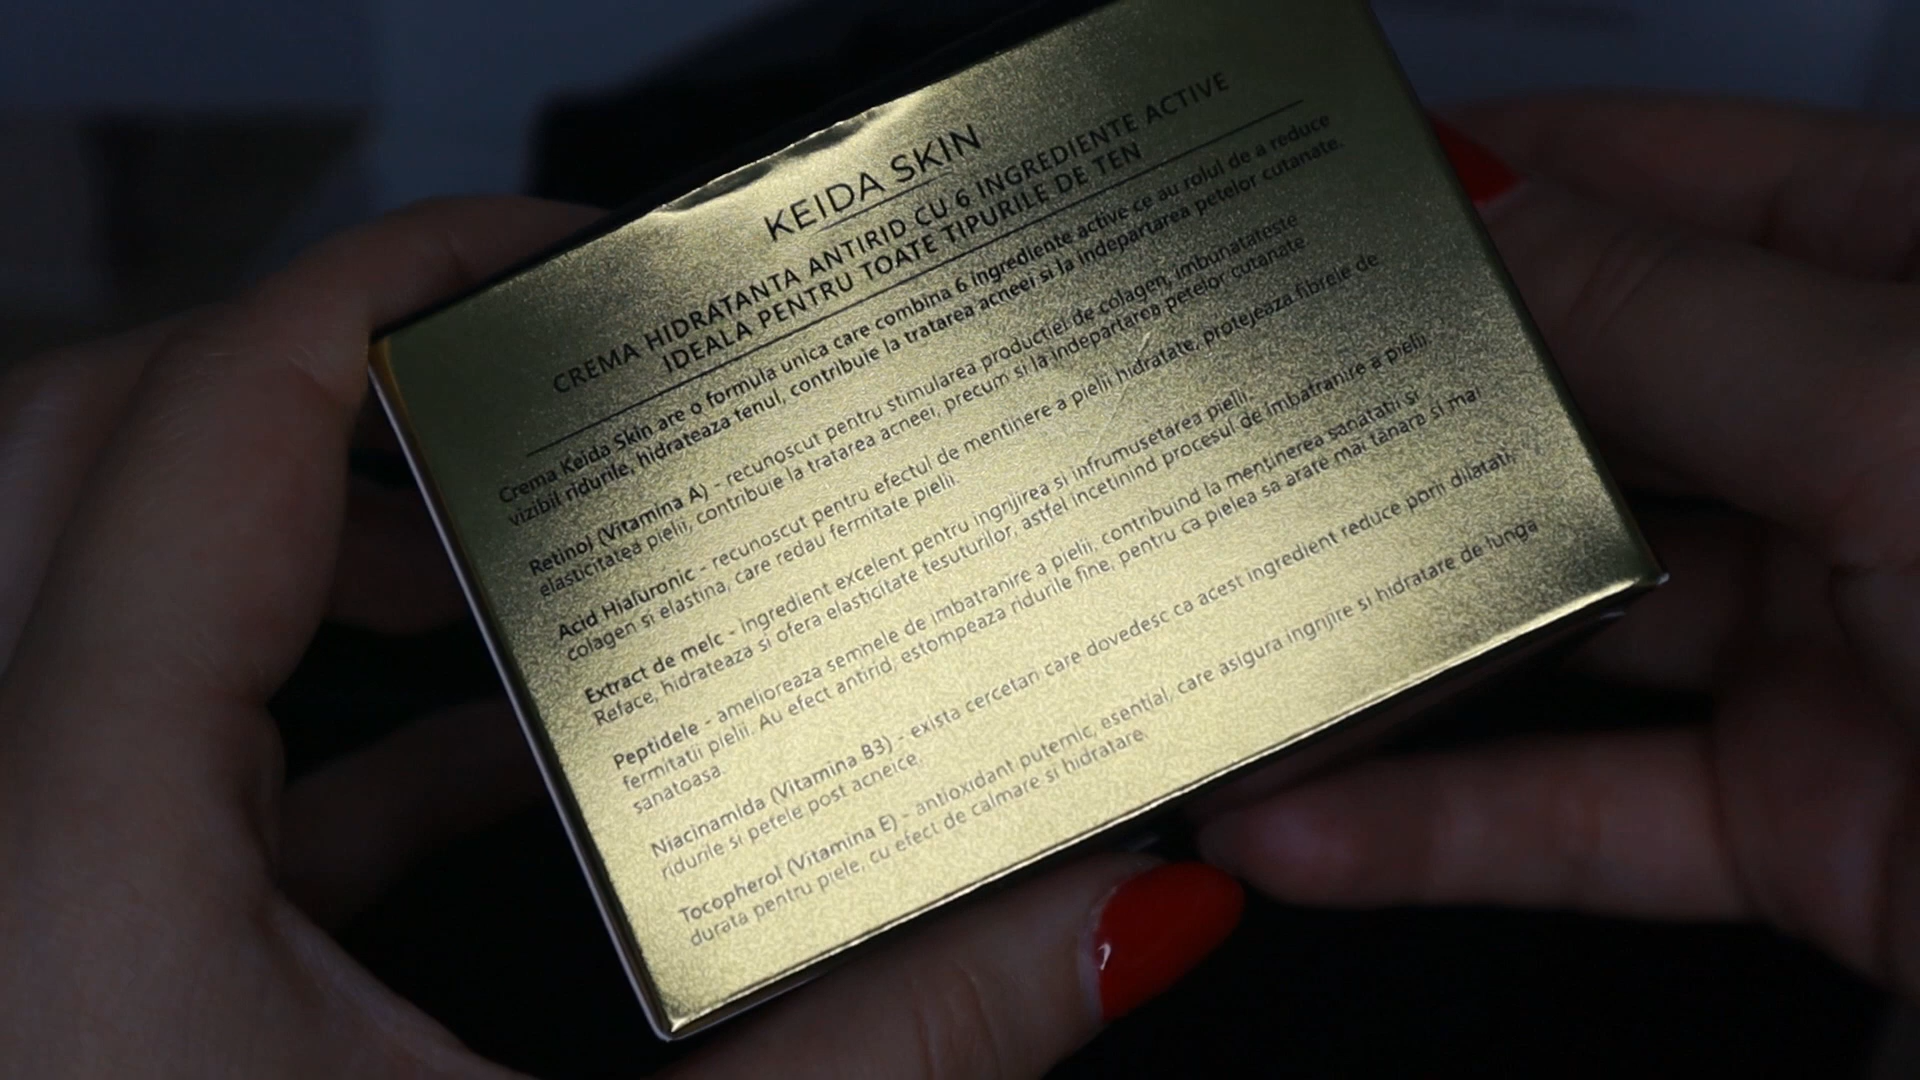 KEIDA SKIN
CREMA HIDRATANTA ANTIRID CU 6 INGREDIENTE ACTIVE
IDEALA PENTRU TOATE TIPURILE DE TEN
Crema Keida Skin are o formula unica care combina 6 ingrediente active ce au rolul de a reduce
vizibil ridurile, hidrateaza tenul, contribuie la tratarea acneei si la indepartarea petelor cutanate.
Retinol (Vitamina A) - recunoscut pentru stimularea productiei de colagen, imbunatateste
elasticitatea pielii, contribuie la tratarea acneei, precum si la indepartarea petelor cutanate.
Acid Hialuronic - recunoscut pentru efectul de mentinere a pielii hidratate, protejeaza fibrele de
colagen si elastina, care redau fermitate pielii.
Extract de melc - ingredient excelent pentru ingrijirea si infrumusetarea pielii.
Reface, hidrateaza si ofera elasticitate tesuturilor, astfel incetinind procesul de imbatranire a pielii.
Peptidele - amelioreaza semnele de imbatranire a pielii, contribuind la mentinerea sanatatii si
fermitatii pielii. Au efect antirid, estompeaza ridurile fine, pentru ca pielea sa arate mai tanara si mai
sanatoasa.
Niacinamida (Vitamina B3) - exista cercetari care dovedesc ca acest ingredient reduce porii dilatati,
ridurile si petele post acneice.
Tocopherol (Vitamina E) - antioxidant puternic, esential, care asigura ingrijire si hidratare de lunga
durata pentru piele, cu efect de calmare si hidratare.